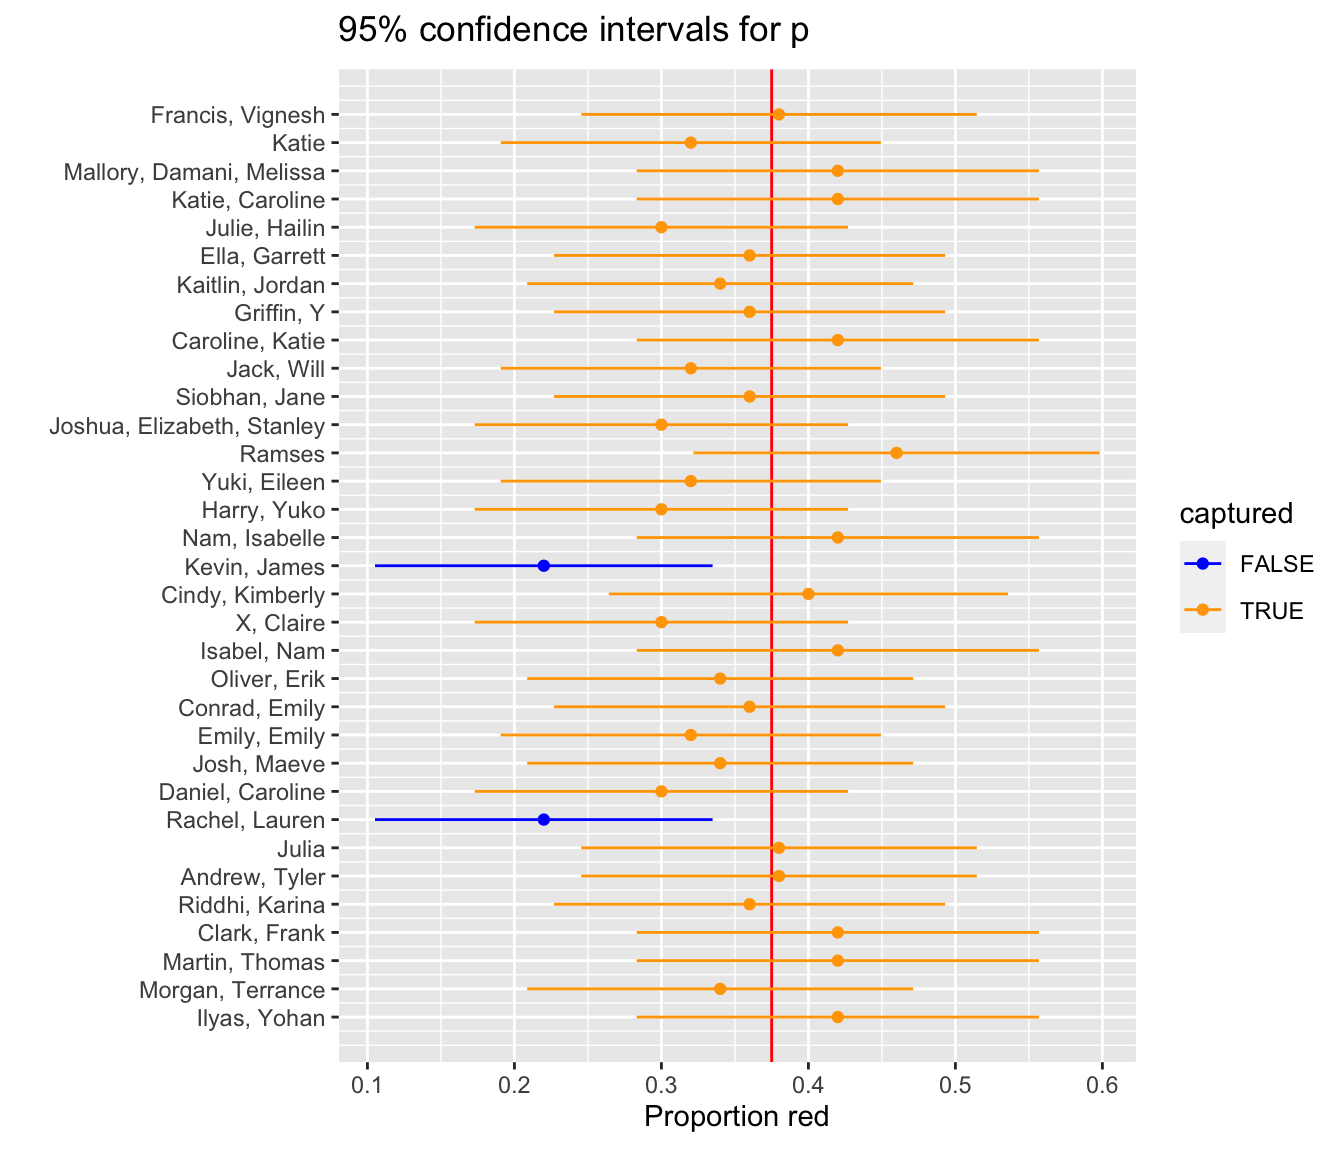 95% confidence intervals for p
Francis, Vignesh
Katie
Mallory, Damani, Melissa
Katie, Caroline
Julie, Hailin
Ella, Garrett
Kaitlin, Jordan
Griffin, Y
Caroline, Katie
Jack, Will
Siobhan, Jane
Joshua, Elizabeth, Stanley
Ramses
Yuki, Eileen
Harry, Yuko
Nam, Isabelle
Kevin, James
Cindy, Kimberly
X, Claire
Isabel, Nam
Oliver, Erik
Conrad, Emily
Emily, Emily
Josh, Maeve
Daniel, Caroline
Rachel, Lauren
Julia
Andrew, Tyler
Riddhi, Karina
Clark, Frank
Martin, Thomas
Morgan, Terrance
Ilyas, Yohan
0.1 0.2 0.3 0.4 0.5 0.6
Proportion red
captured
FALSE
TRUE